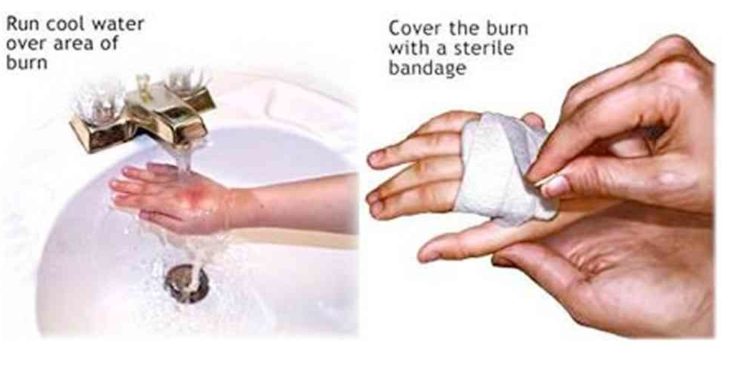 Run cool water
over area of
burn
Cover the burn
with a sterile
bandage